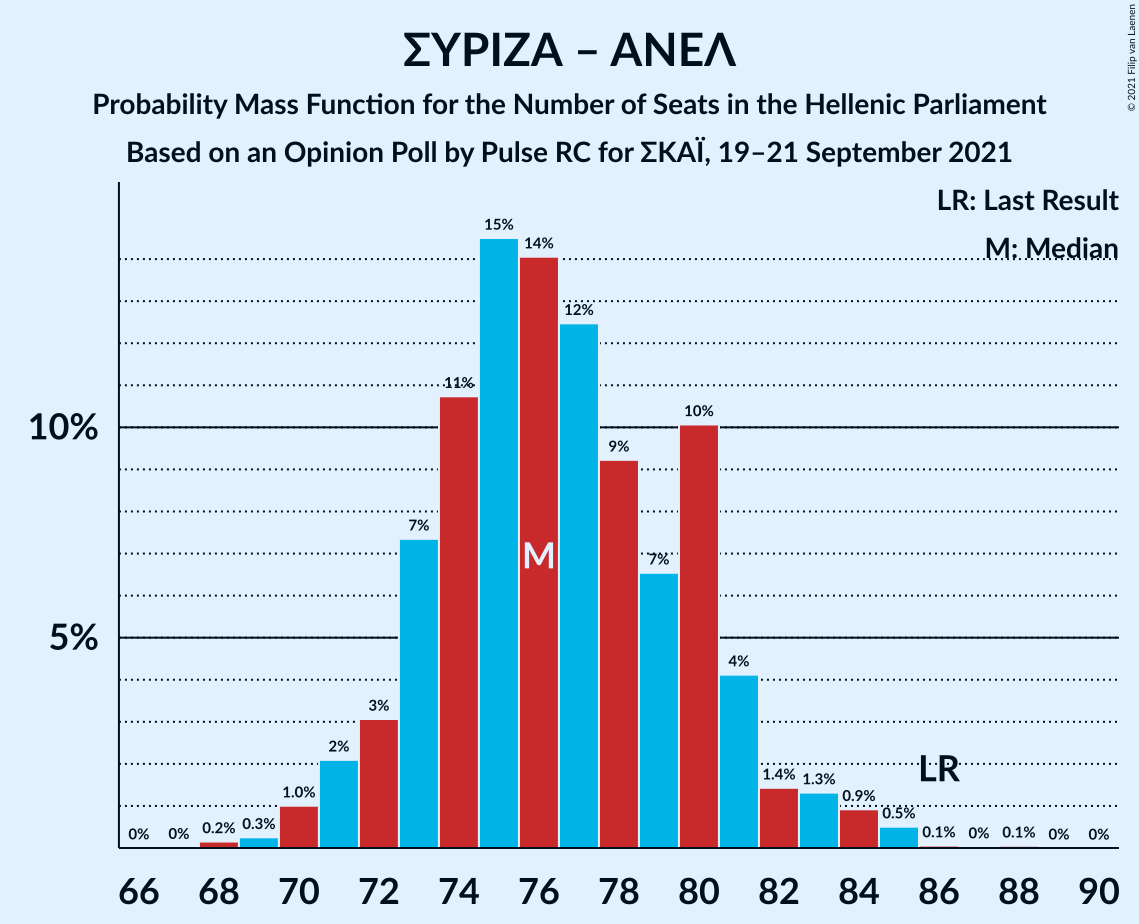 ΣΥΡΙΖΑ – ΑΝΕΛ
Probability Mass Function for the Number of Seats in the Hellenic Parliament
Based on an Opinion Poll by Pulse RC for ΣΚΑΪ, 19–21 September 2021
© 2021 Filip van Laenen
LR: Last Result
M: Median
15%
14%
12%
11%
10%
9%
10%
7%
7%
M
5%
4%
3%
2%
LR
1.4%
1.3%
1.0%
0.9%
0.5%
0% 0% 0.2% 0.3% 0.1% 0% 0.1% 0% 0%
66 68 70 72 74 76 78 80 82 84 86 88 90